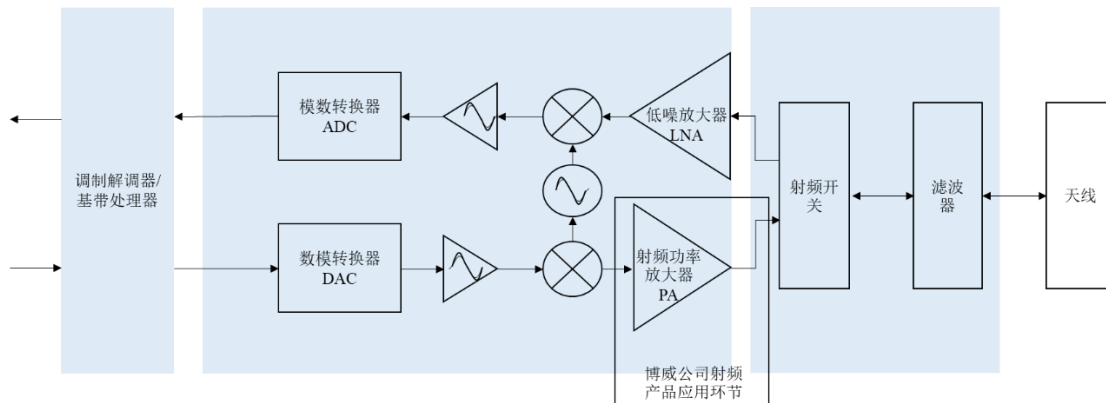 调制解调器/
基带处理器
模数转换器
ADC
低噪放大器
LNA
数模转换器
DAC
射频功率
放大器
PA
射频开
关
滤波
器
天线
博威公司射频
产品应用环节